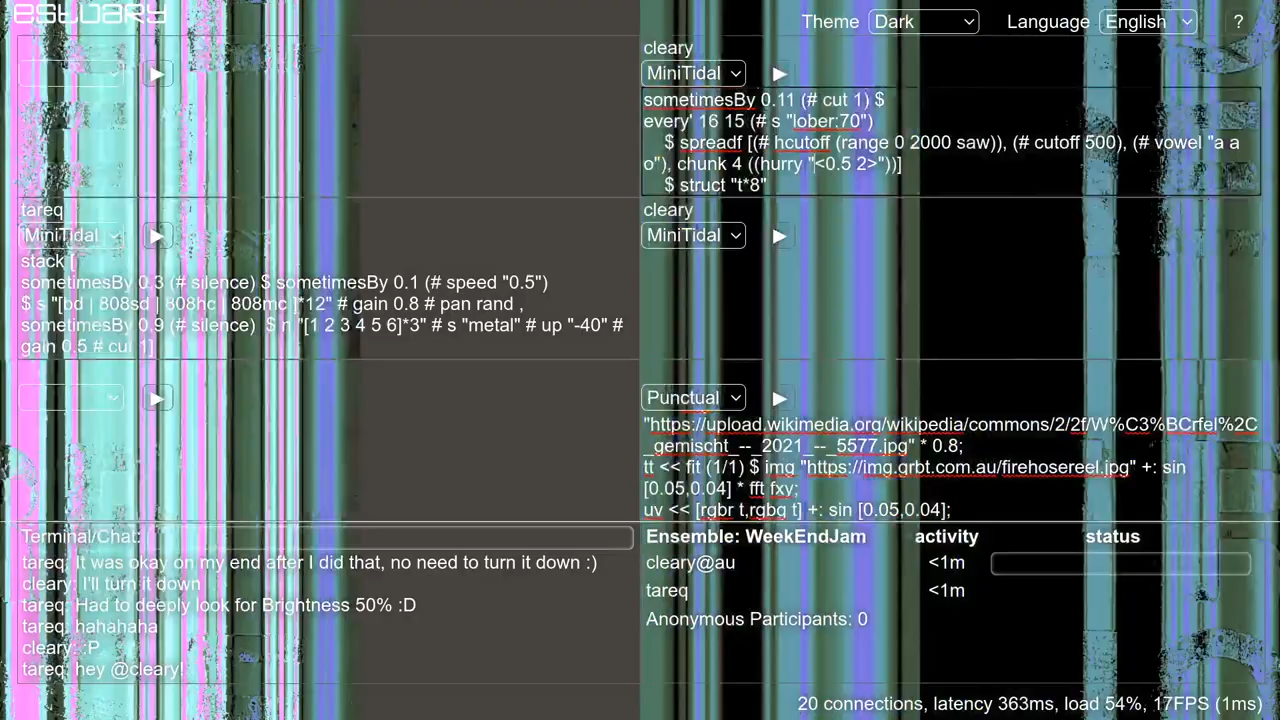 estuary
Theme Dark Language English ?
cleary
MiniTidal
sometimesBy 0.11 (# cut 1) $
every' 16 15 (# s "lober:70")
$ spreadf [(# hcutoff (range 0 2000 saw)), (# cutoff 500), (# vowel "a a
o"), chunk 4 ((hurry "<0.5 2>"))]
$ struct "t*8"
tareq
MiniTidal
stack [
sometimesBy 0.3 (# silence) $ sometimesBy 0.1 (# speed "0.5")
$ s "[bd | 808sd | 808hc | 808mc ]*12" # gain 0.8 # pan rand ,
sometimesBy 0.9 (# silence) $ n "[1 2 3 4 5 6]*3" # s "metal" # up "-40" #
gain 0.5 # cut 1]
cleary
MiniTidal
Punctual
"https://upload.wikimedia.org/wikipedia/commons/2/2f/W%C3%BCrfel%2C
_gemischt_--_2021_--_5577.jpg" * 0.8;
tt << fit (1/1) $ img "https://img.qrbt.com.au/firehosereel.jpg" +: sin
[0.05,0.04] * fft fxy;
uv << [rgbr t,rgbg t] +: sin [0.05,0.04];
Terminal/Chat:
tareq: It was okay on my end after I did that, no need to turn it down :)
cleary: I'll turn it down
tareq: Had to deeply look for Brightness 50% :D
tareq: hahahaha
cleary: :P
tareq: hey @cleary!
Ensemble: WeekEndJam activity status
cleary@au <1m
tareq <1m
Anonymous Participants: 0
20 connections, latency 363ms, load 54%, 17FPS (1ms)